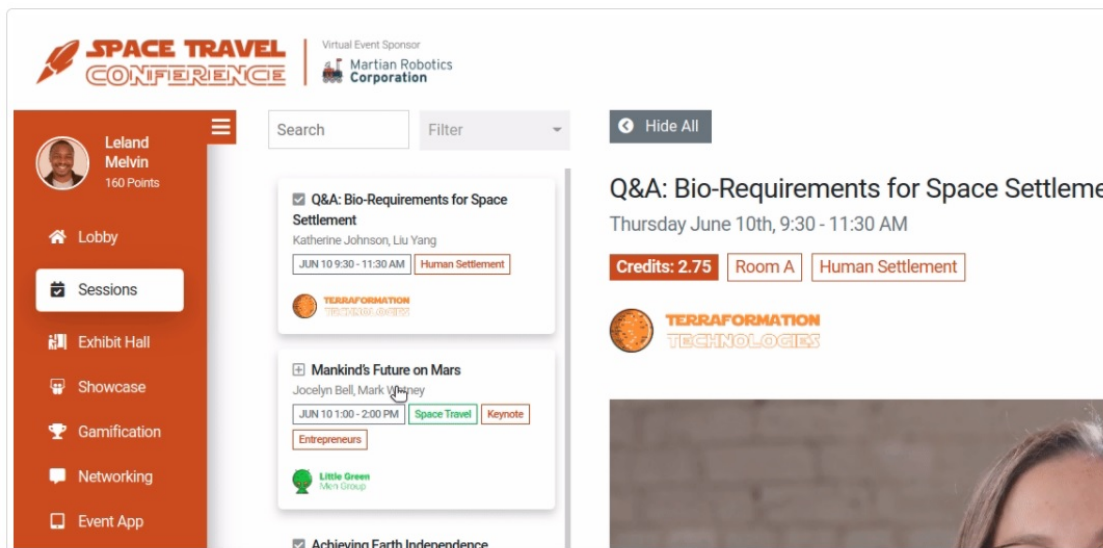 SPACE TRAVEL
CONFERENCE
Virtual Event Sponsor
Martian Robotics
Corporation
Leland
Melvin
160 Points
Lobby
Sessions
Exhibit Hall
Showcase
Gamification
Networking
Event App
Search
Filter
Q&A: Bio-Requirements for Space
Settlement
Katherine Johnson, Liu Yang
JUN 10 9:30 - 11:30 AM
Human Settlement
TERRAFORMATION
TECHNOLOGIES
Mankind's Future on Mars
Jocelyn Bell, Mark
JUN 10 1:00 - 2:00 PM
Space Travel
Keynote
Entrepreneurs
Little Green
Men Group
Achieving Earth Independence
Hide All
Q&A: Bio-Requirements for Space Settleme
Thursday June 10th, 9:30 - 11:30 AM
Credits: 2.75
Room A
Human Settlement
TERRAFORMATION
TECHNOLOGIES